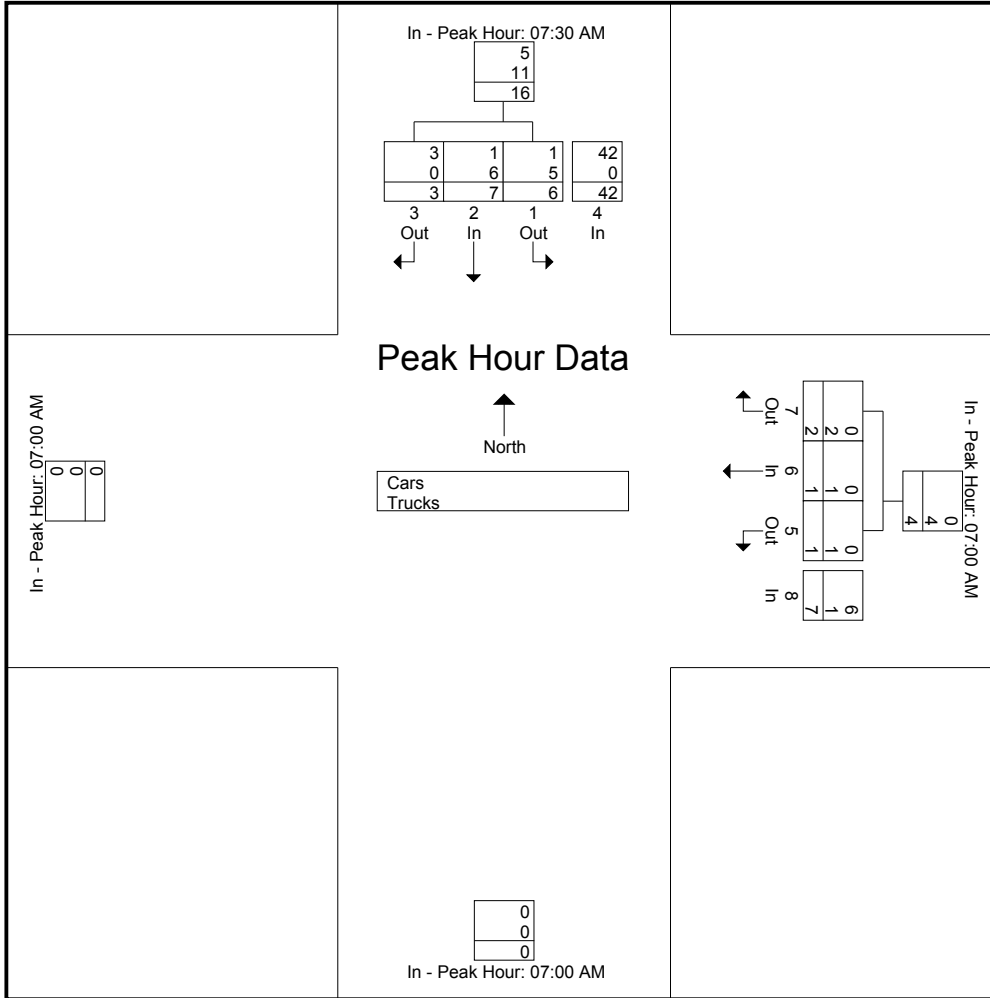 In - Peak Hour: 07:30 AM
5
11
16
3 1 1 42
0 6 5 0
3 7 6 42
3 2 1 4
Out In Out In
Peak Hour Data
North
Cars
Trucks
In - Peak Hour: 07:00 AM
0
0
0
In - Peak Hour: 07:00 AM
0
4
4
0 0 0 6
2 1 1 1
2 1 1 7
7 6 5 8
Out In Out In
0
0
0
In - Peak Hour: 07:00 AM